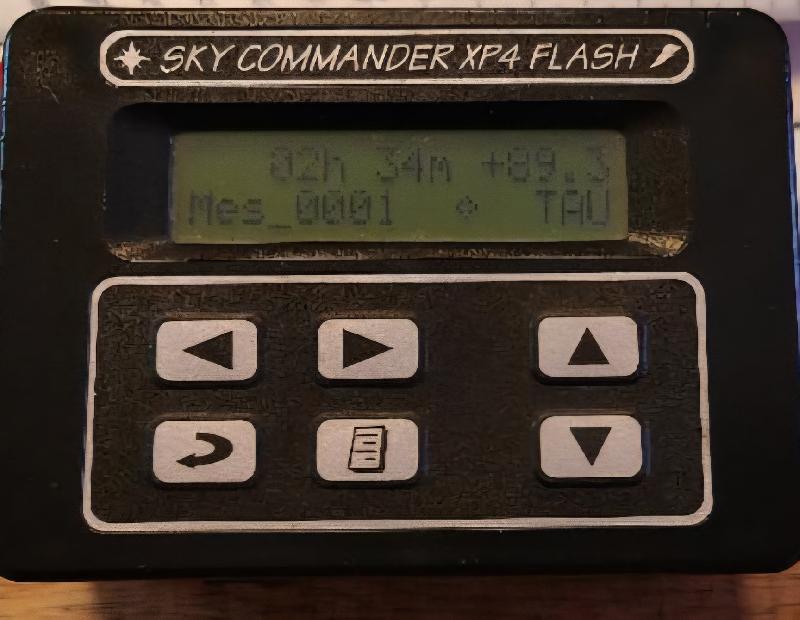 SKY COMMANDER XP4 FLASH
02h 34m +89.3
Mes_0001 TAU